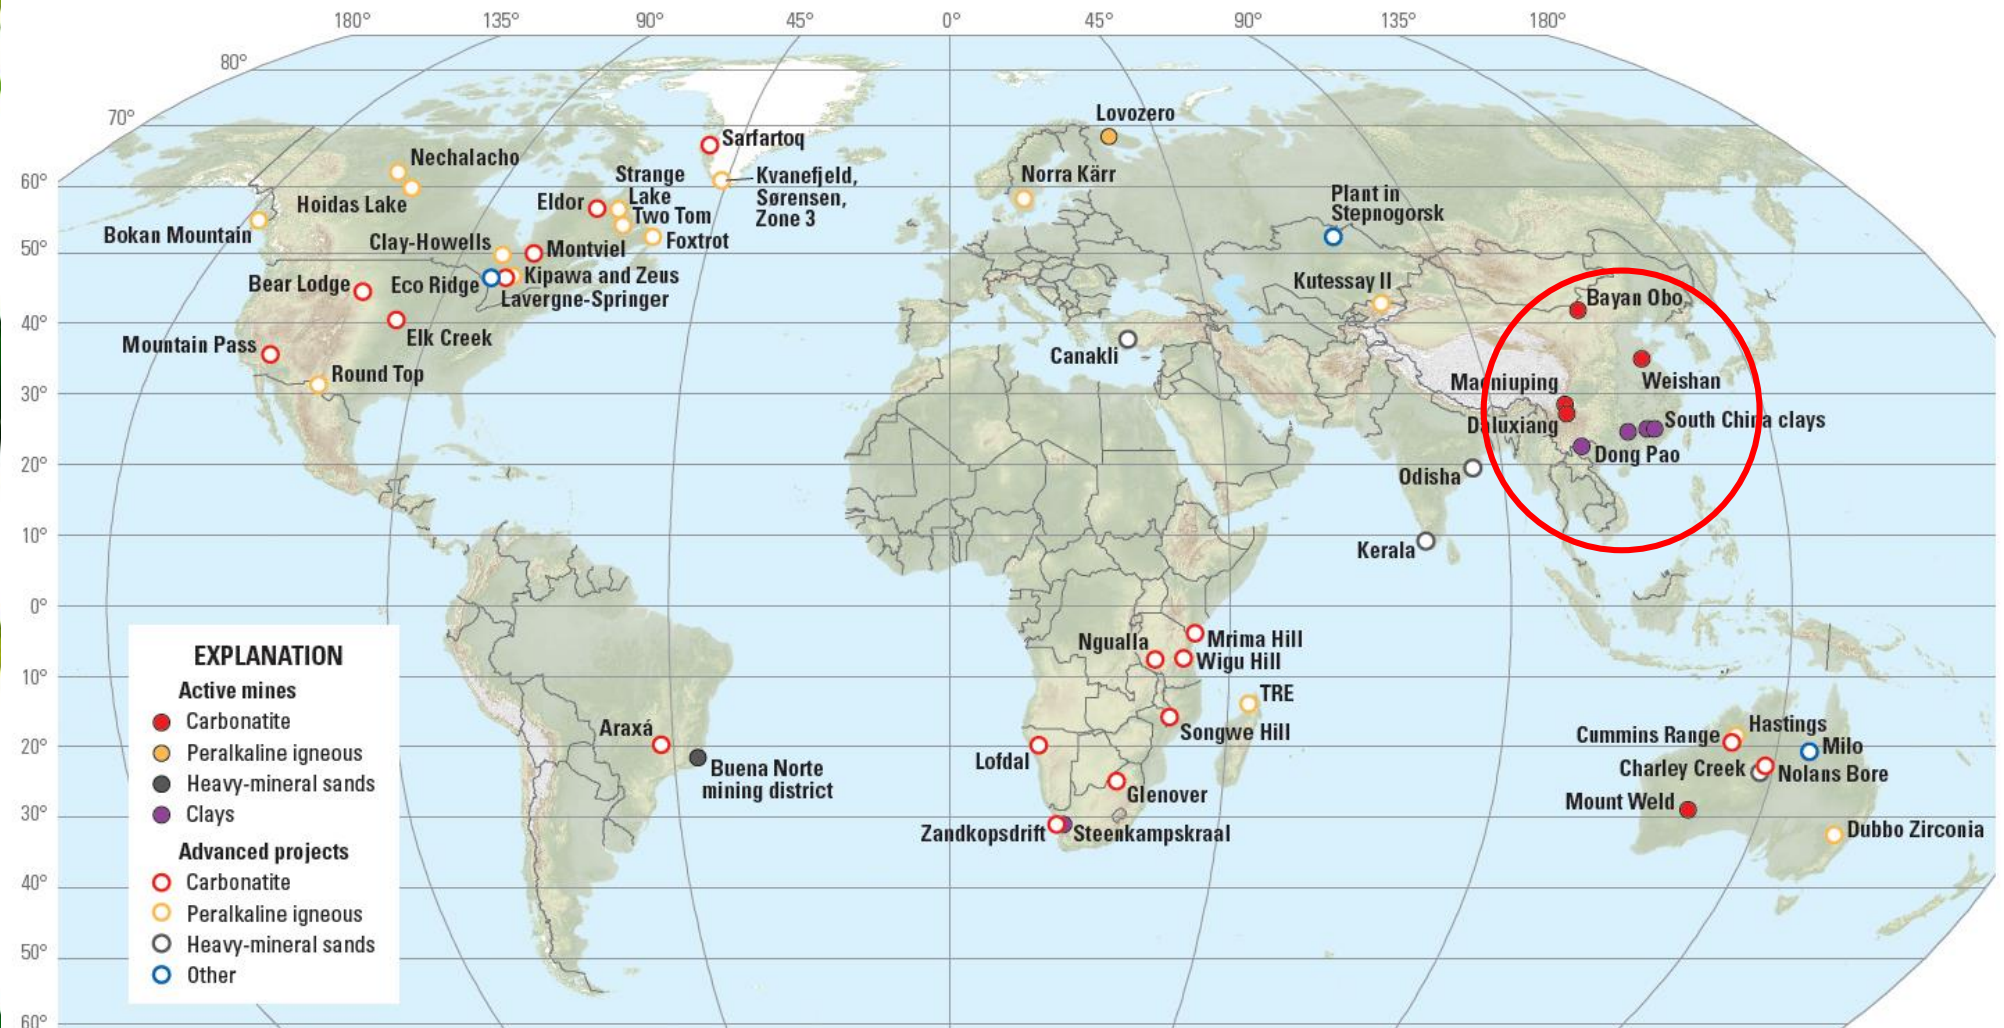 180°
135°
90°
45°
0°
45°
90°
135°
180°
80°
70°
60°
50°
40°
30°
20°
10°
0°
10°
20°
30°
40°
50°
60°
Nechalacho
Hoidas Lake
Bokan Mountain
Sarfartoq
Kvanefjeld,
Sørensen,
Zone 3
Strange
Lake
Eldor
Two Tom
Foxtrot
Clay-Howells
Montviel
Bear Lodge
Eco Ridge
Kipawa and Zeus
Lavergne-Springer
Elk Creek
Mountain Pass
Round Top
Lovozero
Norra Kärr
Plant in
Stepnogorsk
Kutessay II
Canakli
Bayan Obo
Weishan
Maoniuping
Daluxiang
South China clays
Dong Pao
Odisha
Kerala
Ngualla
Mrima Hill
Wigu Hill
TRE
Songwe Hill
Lofdal
Glenover
Zandkopsdrift
Steenkampskraal
Araxá
Buena Norte
mining district
Cummins Range
Hastings
Milo
Charley Creek
Nolans Bore
Mount Weld
Dubbo Zirconia
EXPLANATION
Active mines
Carbonatite
Peralkaline igneous
Heavy-mineral sands
Clays
Advanced projects
Carbonatite
Peralkaline igneous
Heavy-mineral sands
Other